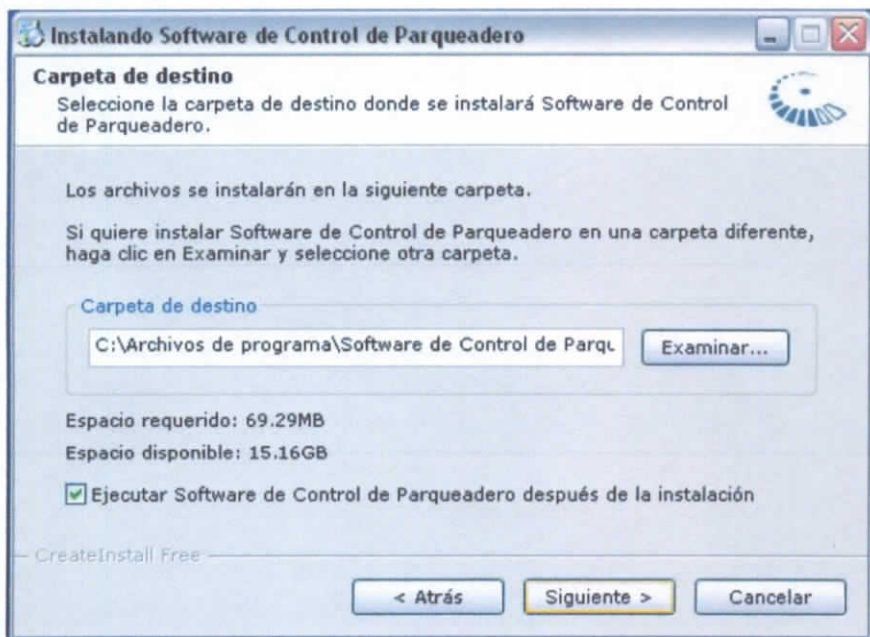 Instalando Software de Control de Parqueadero
Carpeta de destino
Seleccione la carpeta de destino donde se instalará Software de Control
de Parqueadero.
Los archivos se instalarán en la siguiente carpeta.
Si quiere instalar Software de Control de Parqueadero en una carpeta diferente,
haga clic en Examinar y seleccione otra carpeta.
Carpeta de destino
C:\Archivos de programa\Software de Control de Parqu
Examinar...
Espacio requerido: 69.29MB
Espacio disponible: 15.16GB
Ejecutar Software de Control de Parqueadero después de la instalación
CreateInstall Free
< Atrás
Siguiente >
Cancelar